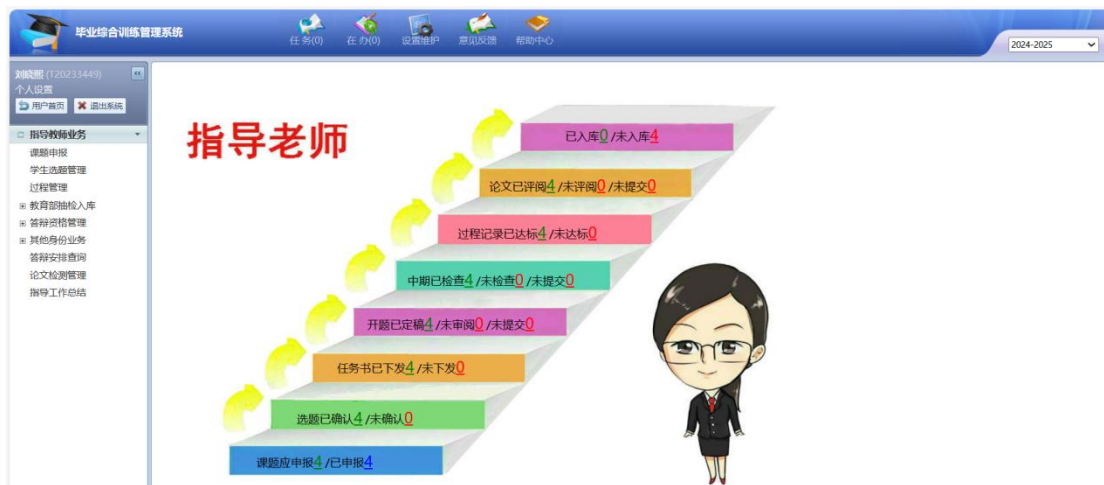 毕业综合训练管理系统
任 务(0)
在 办(0)
设置维护
意见反馈
帮助中心
2024-2025
刘晓熙 (T20233449)
个人设置
用户首页
退出系统
指导教师业务
课题申报
学生选题管理
过程管理
教育部抽检入库
答辩资格管理
其他身份业务
答辩安排查询
论文检测管理
指导工作总结
指导老师
已入库0/未入库4
论文已评阅4/未评阅0/未提交0
过程记录已达标4/未达标0
中期已检查4/未检查0/未提交0
开题已定稿4/未审阅0/未提交0
任务书已下发4/未下发0
选题已确认4/未确认0
课题应申报4/已申报4